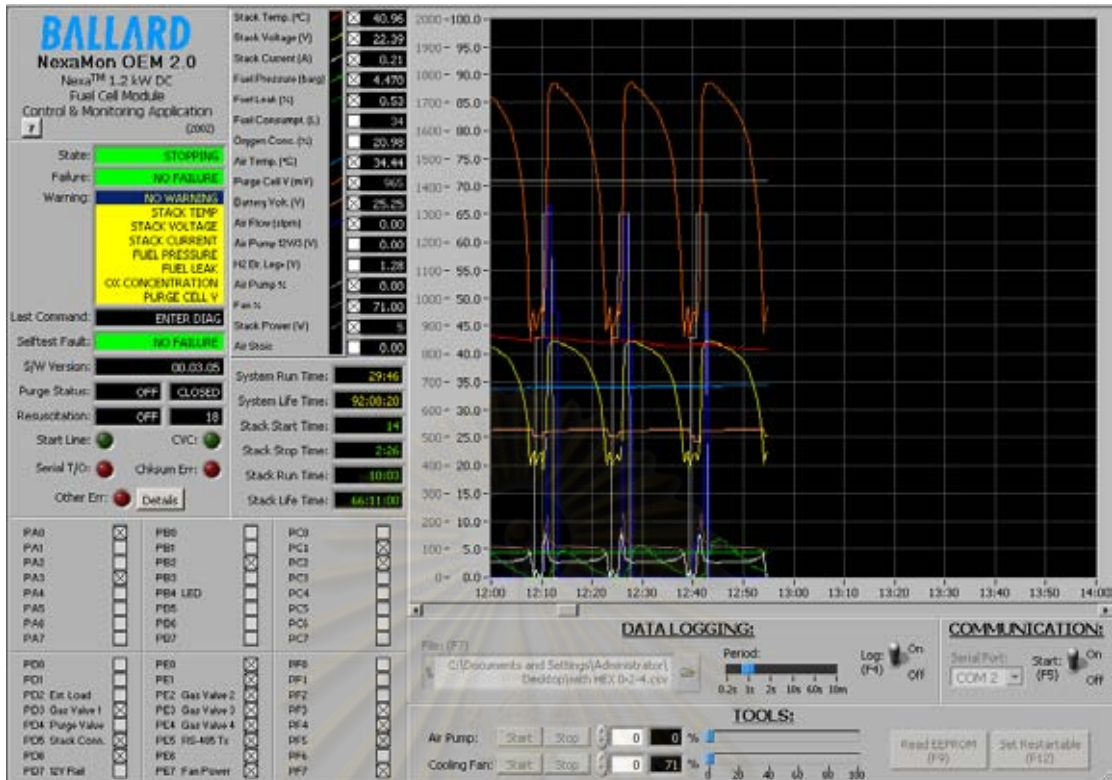 BALLARD
NexaMon OEM 2.0
Nexa™ 1.2 kW DC
Fuel Cell Module
Control & Monitoring Application
? (2002)
State: STOPPING
Failure: NO FAILURE
Warning: NO WARNING
STACK TEMP
STACK VOLTAGE
STACK CURRENT
FUEL PRESSURE
FUEL LEAK
OX CONCENTRATION
PURGE CELL V
Last Command: ENTER DIAG
Selftest Fault: NO FAILURE
S/W Version: 00.03.05
Purge Status: OFF CLOSED
Resuscitation: OFF 18
Start Line: CVC:
Serial T/O: Chksum Err:
Other Err: Details
Stack Temp. (ºC) 40.96
Stack Voltage (V) 22.39
Stack Current (A) 0.21
Fuel Pressure (barg) 4.470
Fuel Leak (%) 0.53
Fuel Consumpt. (L) 34
Oxygen Conc. (%) 20.98
Air Temp. (ºC) 34.44
Purge Cell V (mV) 965
Battery Volt. (V) 25.25
Air Flow (slpm) 0.00
Air Pump 12W3 (V) 0.00
H2 Er. Leg+ (V) 1.28
Air Pump % 0.00
Fan % 71.00
Stack Power (W) 5
Air Stoic 0.00
System Run Time: 29:46
System Life Time: 92:08:20
Stack Start Time: 14
Stack Stop Time: 2:26
Stack Run Time: 10:03
Stack Life Time: 66:11:00
2000 100.0
1900 95.0
1800 90.0
1700 85.0
1600 80.0
1500 75.0
1400 70.0
1300 65.0
1200 60.0
1100 55.0
1000 50.0
900 45.0
800 40.0
700 35.0
600 30.0
500 25.0
400 20.0
300 15.0
200 10.0
100 5.0
0 0.0
12:00 12:10 12:20 12:30 12:40 12:50 13:00 13:10 13:20 13:30 13:40 13:50 14:00
PA0 PB0 PC0
PA1 PB1 PC1
PA2 PB2 PC2
PA3 PB3 PC3
PA4 PB4 LED PC4
PA5 PB5 PC5
PA6 PB6 PC6
PA7 PB7 PC7
PD0 PE0 PF0
PD1 PE1 PF1
PD2 Ext. Load PE2 Gas Valve 2 PF2
PD3 Gas Valve 1 PE3 Gas Valve 3 PF3
PD4 Purge Valve PE4 Gas Valve 4 PF4
PD5 Stack Conn. PE5 RS-485 Tx PF5
PD6 PE6 PF6
PD7 12V Rail PE7 Fan Power PF7
DATA LOGGING:
File: (F7)
C:\Documents and Settings\Administrator\
Desktop\with HEX 0-2-4.csv
Period:
0.2s 1s 2s 10s 60s 10m
Log: (F4) On Off
COMMUNICATION:
Serial Port: COM 2
Start: (F5) On Off
TOOLS:
Air Pump: Start Stop 0 0 %
Cooling Fan: Start Stop 0 71 %
0 20 40 60 80 100
Read EEPROM (F9)
Set Restartable (F12)